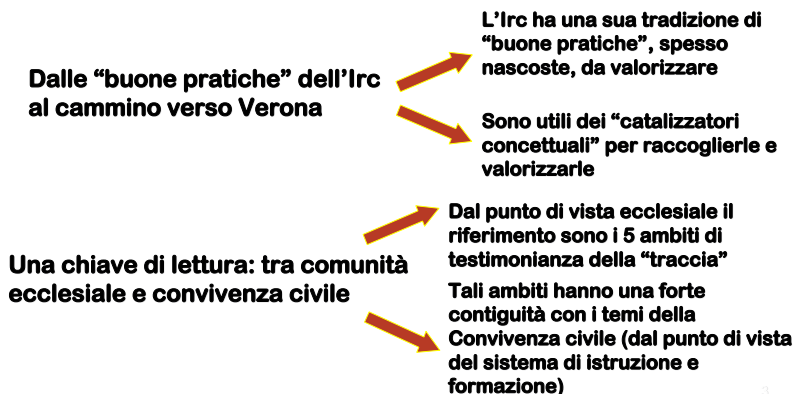 Dalle “buone pratiche” dell’Irc
al cammino verso Verona
L’Irc ha una sua tradizione di
“buone pratiche”, spesso
nascoste, da valorizzare
Sono utili dei “catalizzatori
concettuali” per raccoglierle e
valorizzarle
Una chiave di lettura: tra comunità
ecclesiale e convivenza civile
Dal punto di vista ecclesiale il
riferimento sono i 5 ambiti di
testimonianza della “traccia”
Tali ambiti hanno una forte
contiguità con i temi della
Convivenza civile (dal punto di vista
del sistema di istruzione e
formazione)